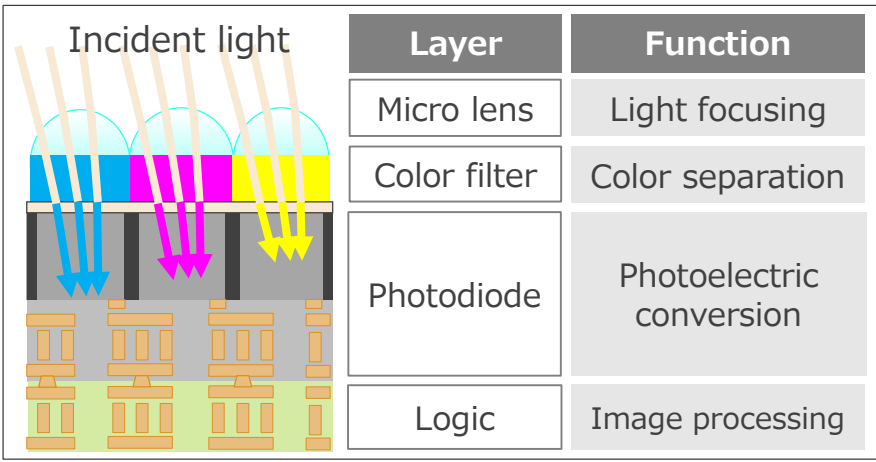 Incident light
Layer
Function
Micro lens
Light focusing
Color filter
Color separation
Photodiode
Photoelectric
conversion
Logic
Image processing